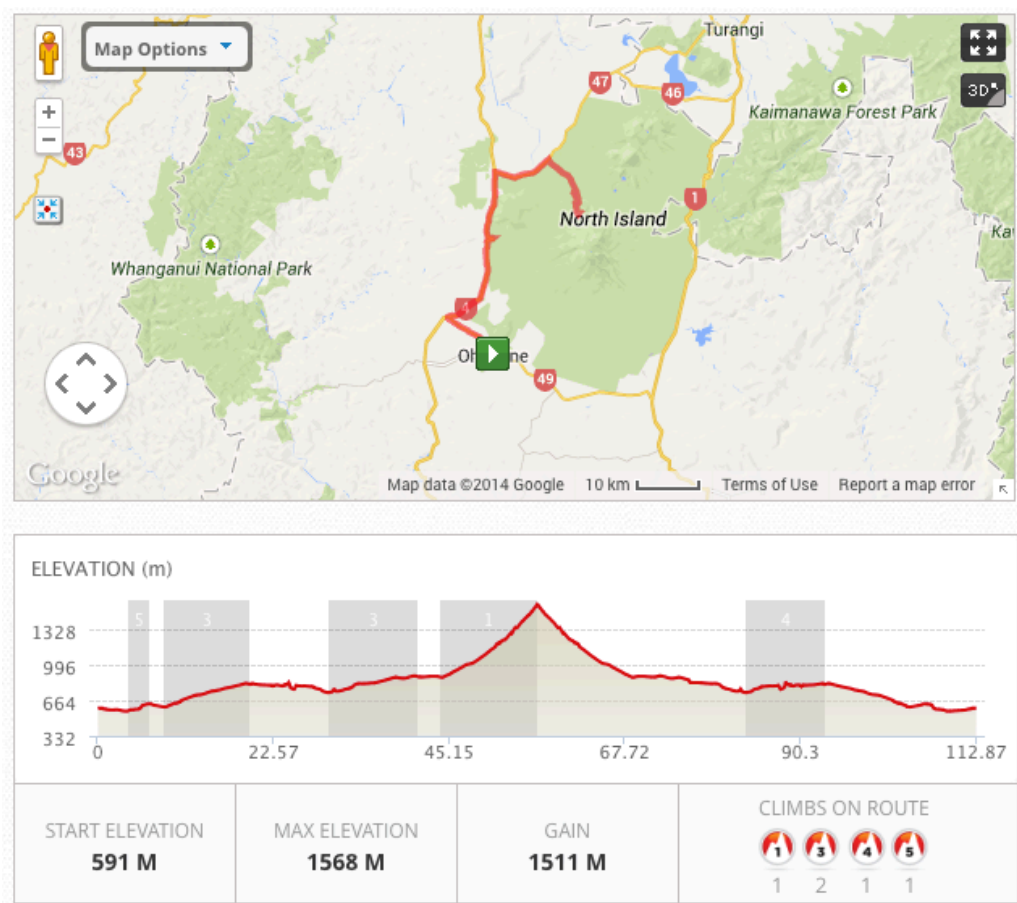 Turangi
Map Options
47
46
3D
Kaimanawa Forest Park
43
1
North Island
Ka
Whanganui National Park
4
Oh ne
49
Google
Map data ©2014 Google 10 km Terms of Use Report a map error
ELEVATION (m)
5 3 3 1 4
1328
996
664
332
0 22.57 45.15 67.72 90.3 112.87
START ELEVATION MAX ELEVATION GAIN CLIMBS ON ROUTE
591 M 1568 M 1511 M
1 3 4 5
1 2 1 1